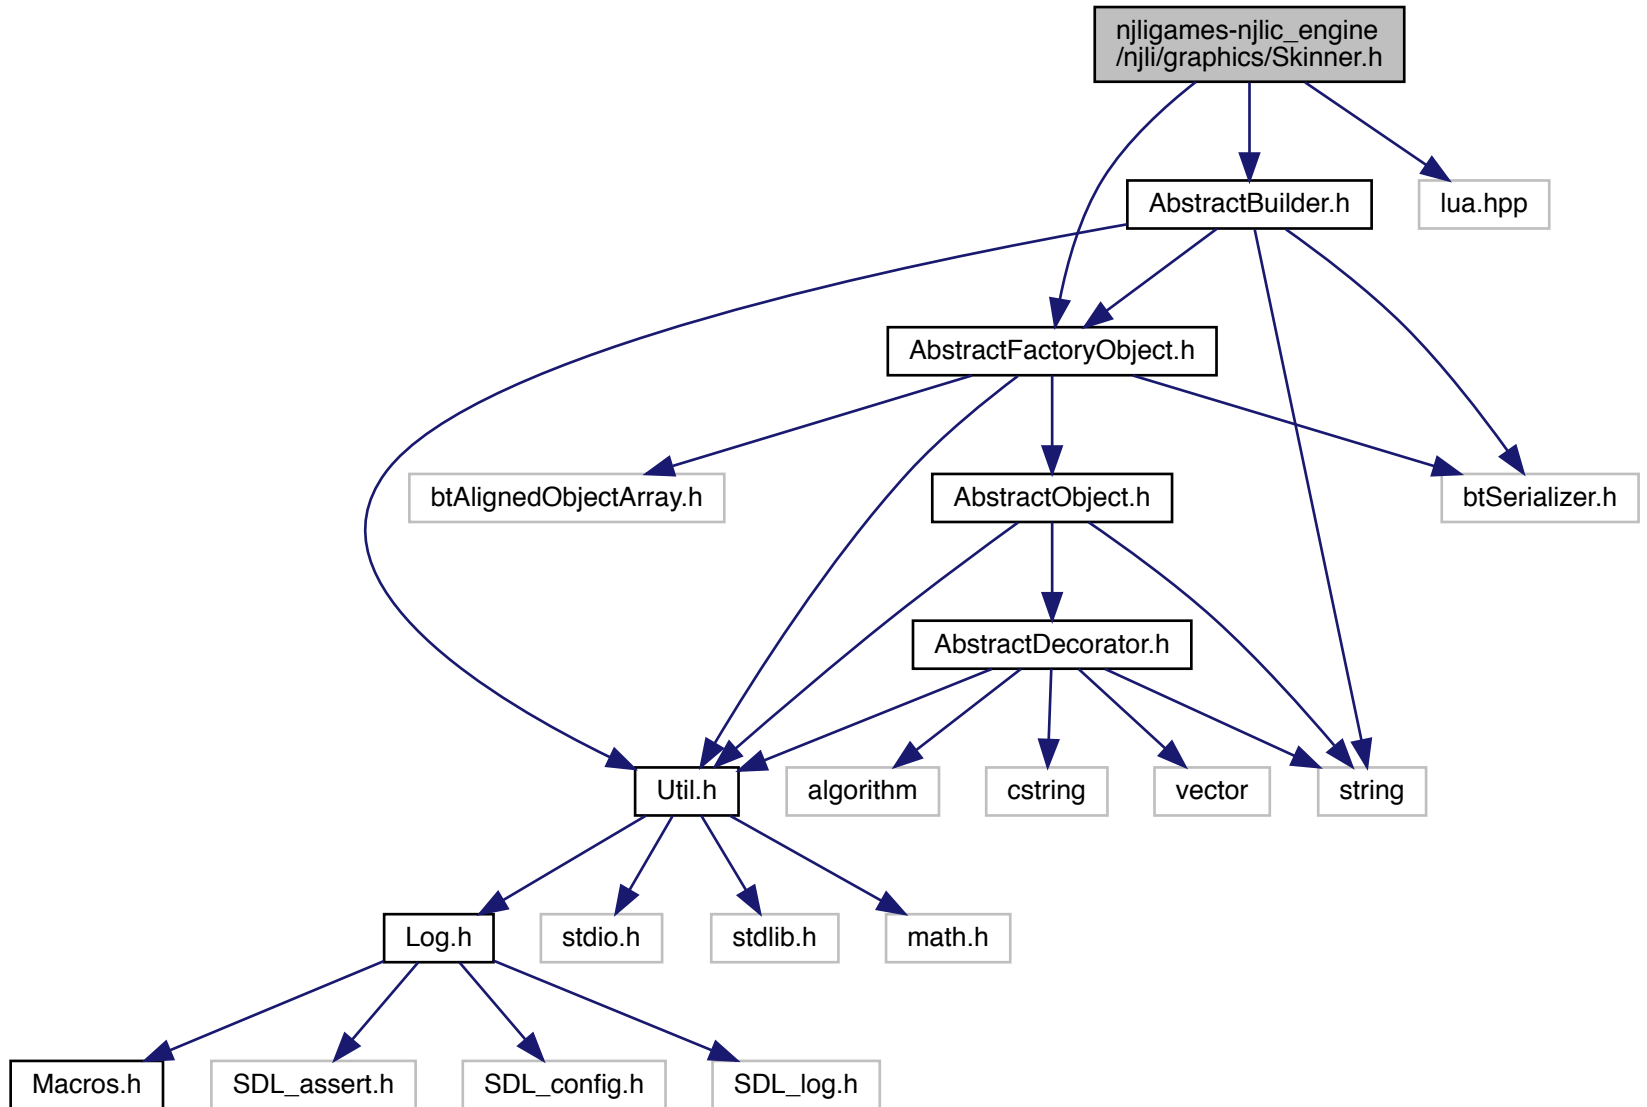 njligames-njlic_engine
/njli/graphics/Skinner.h
AbstractBuilder.h
lua.hpp
AbstractFactoryObject.h
btAlignedObjectArray.h
AbstractObject.h
btSerializer.h
AbstractDecorator.h
Util.h
algorithm
cstring
vector
string
Log.h
stdio.h
stdlib.h
math.h
Macros.h
SDL_assert.h
SDL_config.h
SDL_log.h